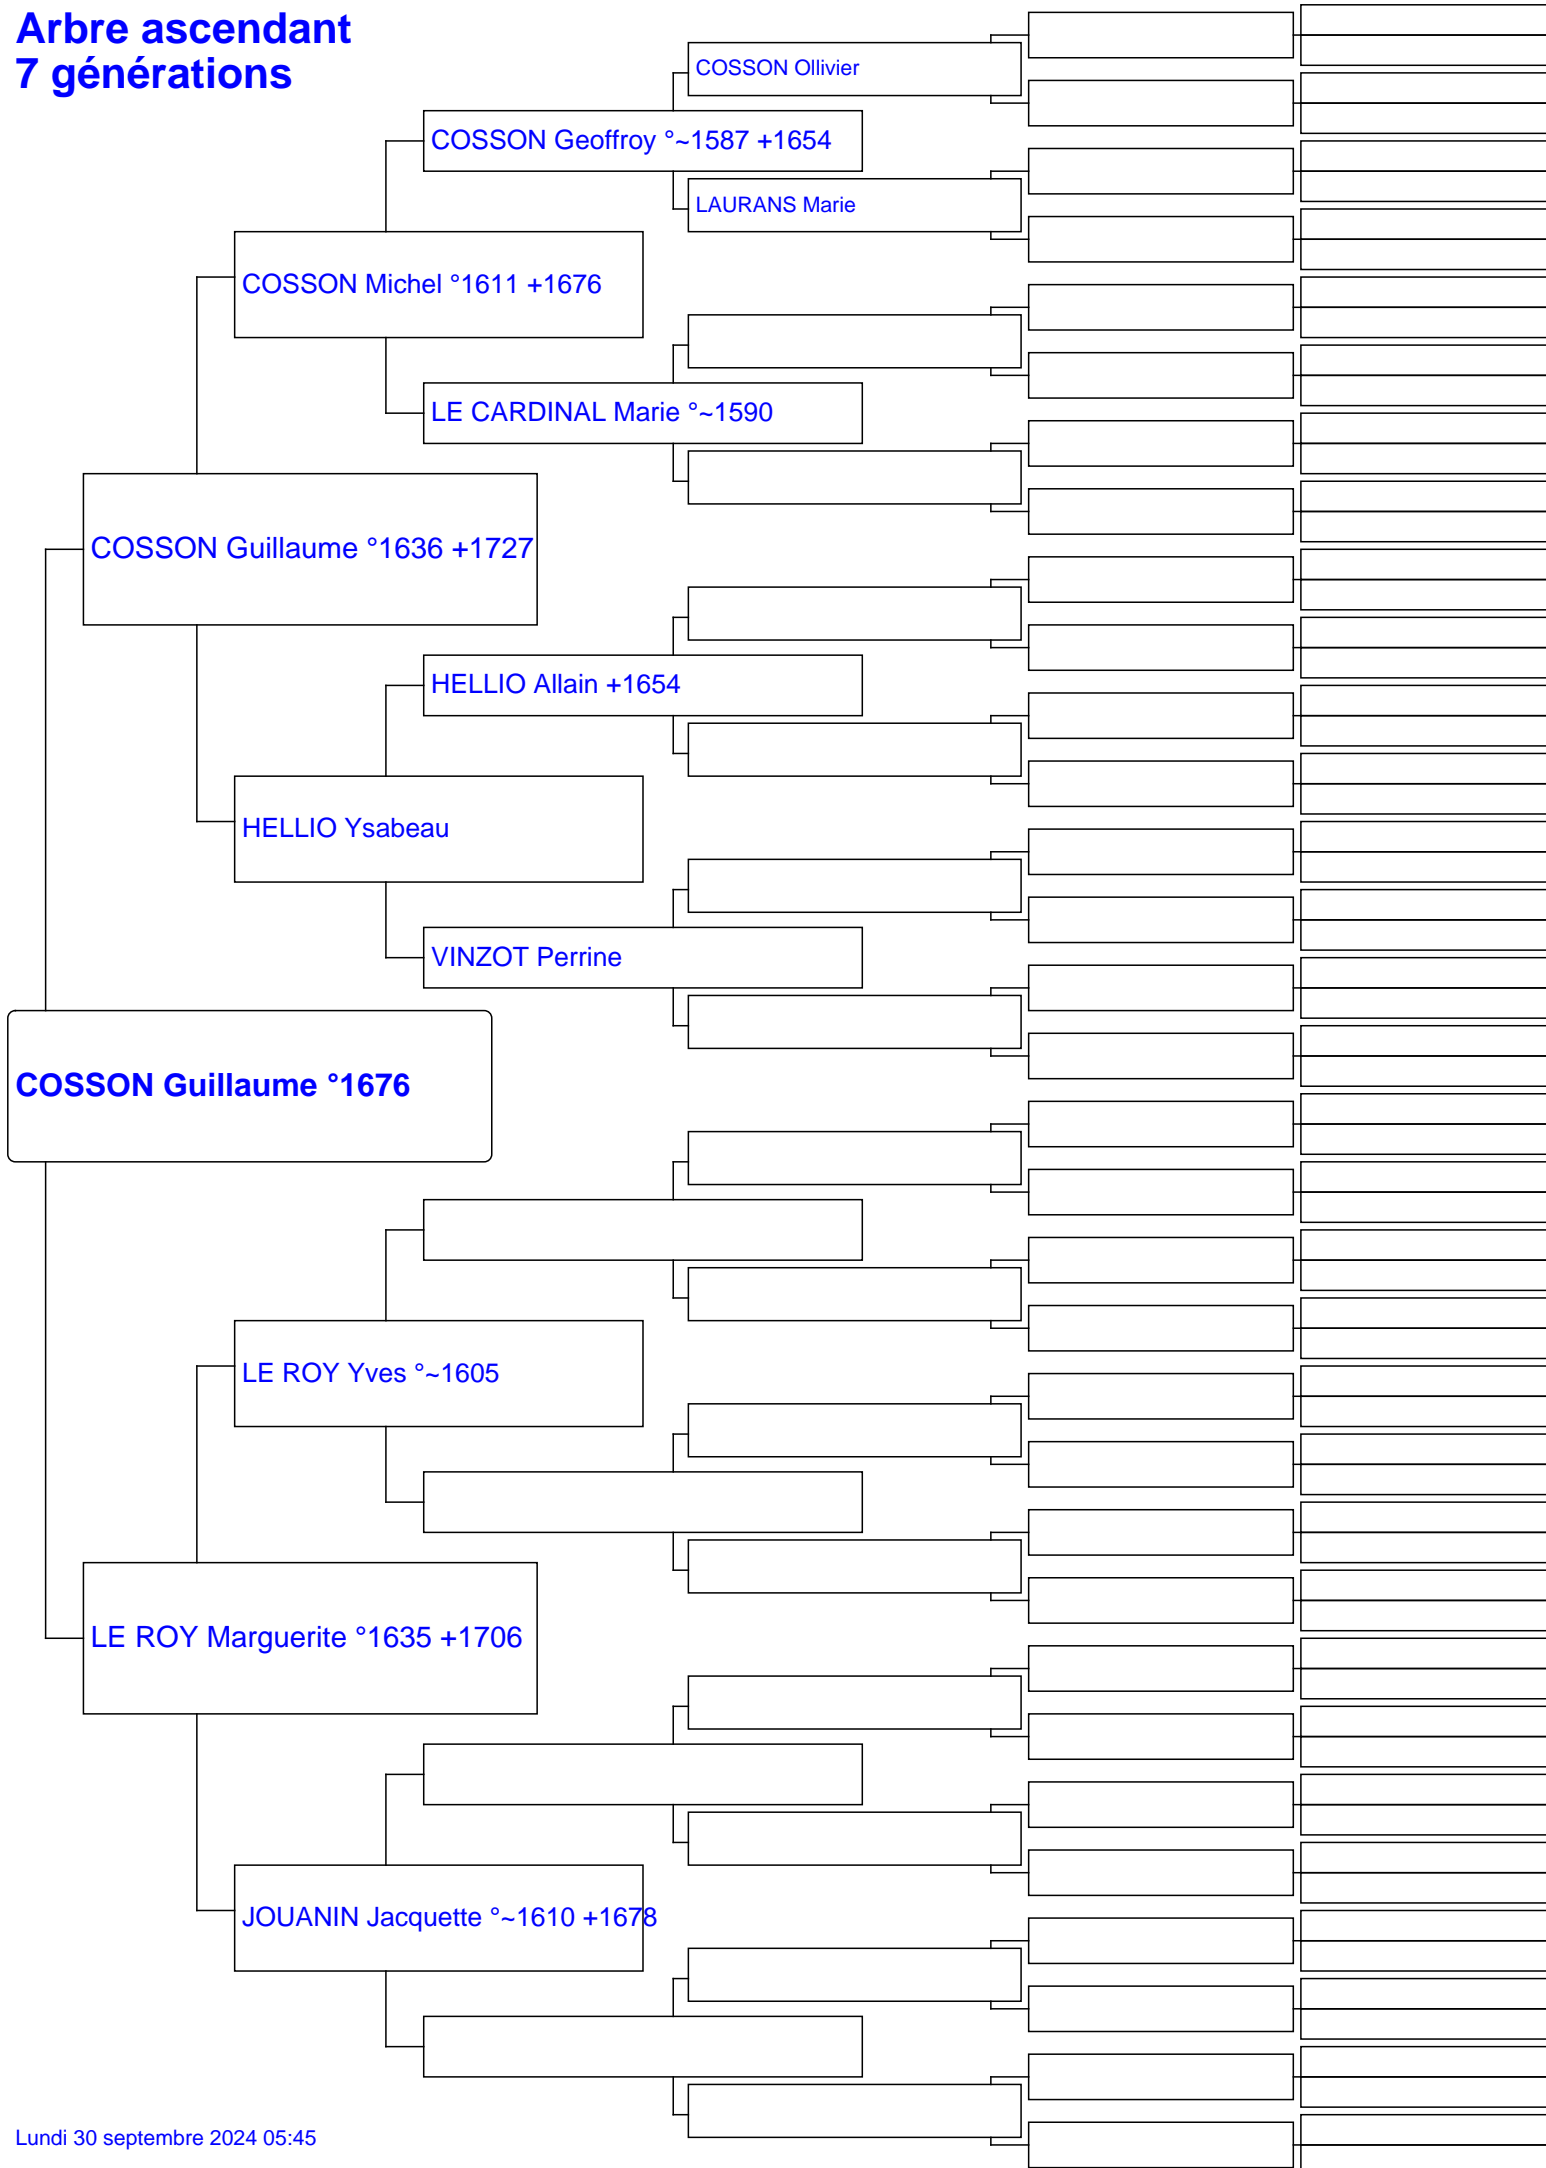 Arbre ascendant
7 générations
COSSON Ollivier
COSSON Geoffroy °~1587 +1654
LAURANS Marie
COSSON Michel °1611 +1676
LE CARDINAL Marie °~1590
COSSON Guillaume °1636 +1727
HELLIO Allain +1654
HELLIO Ysabeau
VINZOT Perrine
COSSON Guillaume °1676
LE ROY Yves °~1605
LE ROY Marguerite °1635 +1706
JOUANIN Jacquette °~1610 +1678
Lundi 30 septembre 2024 05:45